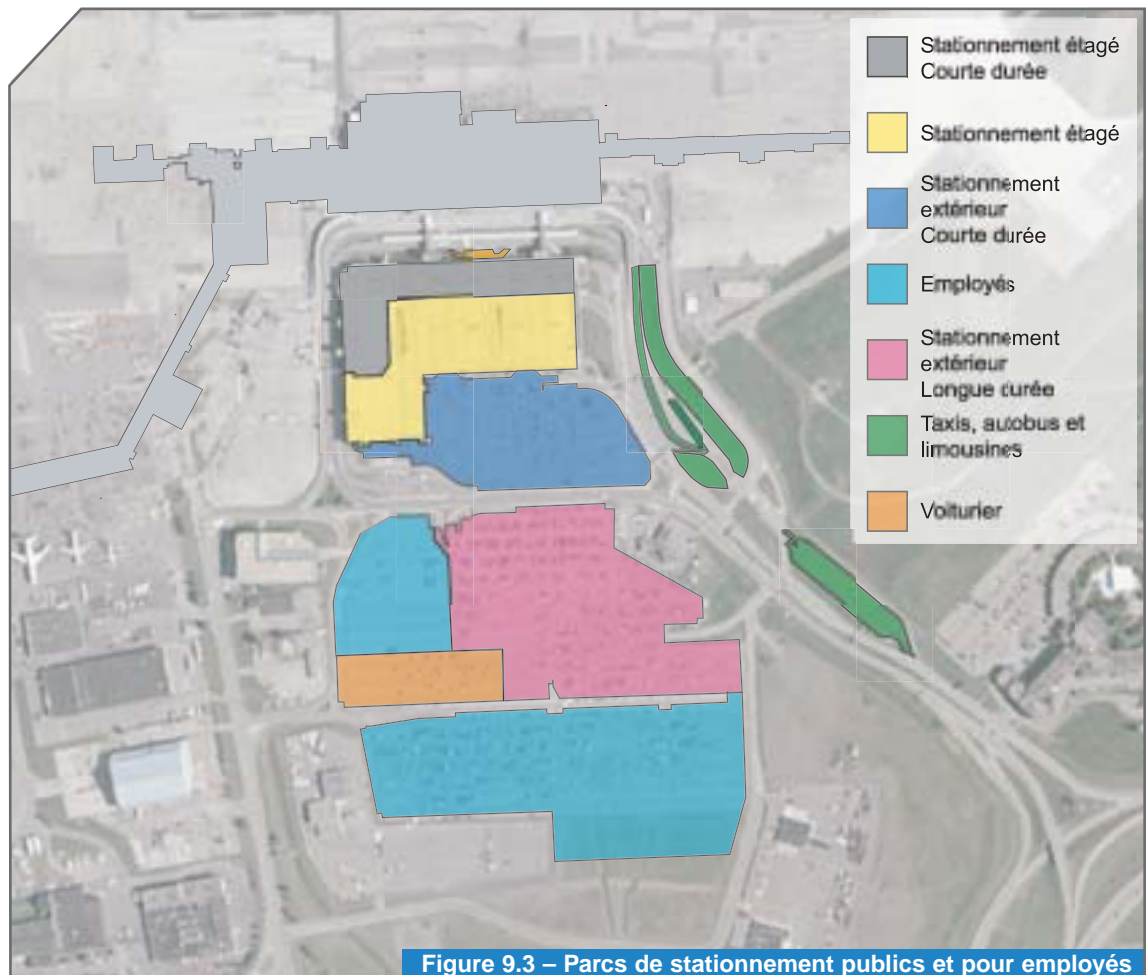 Stationnement étagé
Courte durée
Stationnement étagé
Stationnement
extérieur
Courte durée
Employés
Stationnement
extérieur
Longue durée
Taxis, autobus et
limousines
Voiturier
Figure 9.3 – Parcs de stationnement publics et pour employés